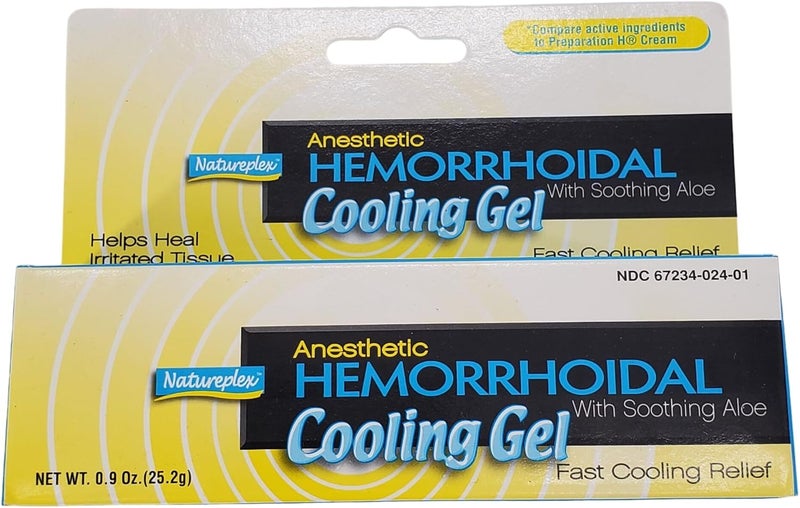 *Compare active ingredients
to Preparation H® Cream
Anesthetic
Natureplex™
HEMORRHOIDAL
With Soothing Aloe
Cooling Gel
Helps Heal
Irritated Tissue
Fast Cooling Relief
NDC 67234-024-01
Anesthetic
Natureplex™
HEMORRHOIDAL
With Soothing Aloe
Cooling Gel
NET WT. 0.9 Oz.(25.2g)
Fast Cooling Relief